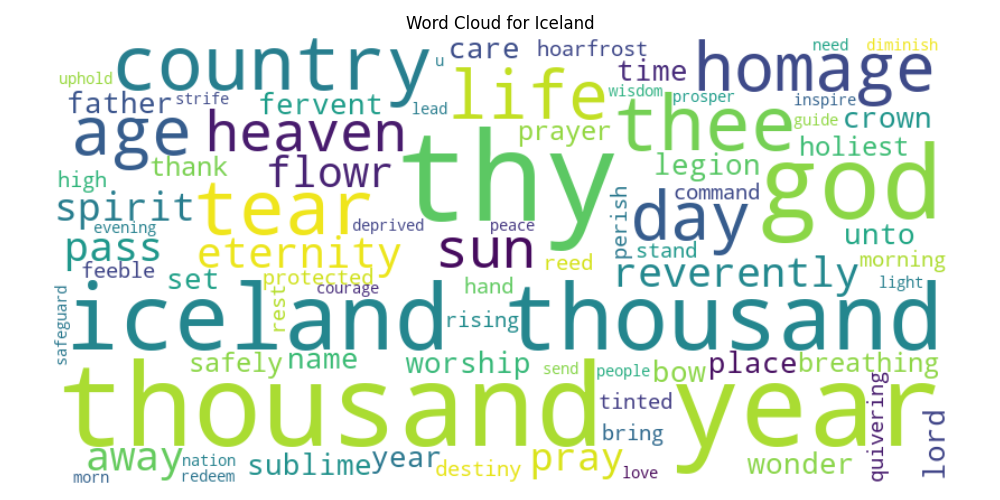 Word Cloud for Iceland
country u care hoarfrost need diminish
uphold life time homage
father strife fervent lead wisdom prosper inspire
age heaven prayer thee guide crown
thank flowr thy legion holiest god
high tear command
spirit deprived peace perish day unto
evening
pass eternity sun reed stand morning
feeble set protected courage hand reverently light
safeguard iceland rest rising thousand
safely name worship send people bow place breathing
thousand year tinted quivering
bring
away nation sublime year destiny pray love wonder lord
morn redeem